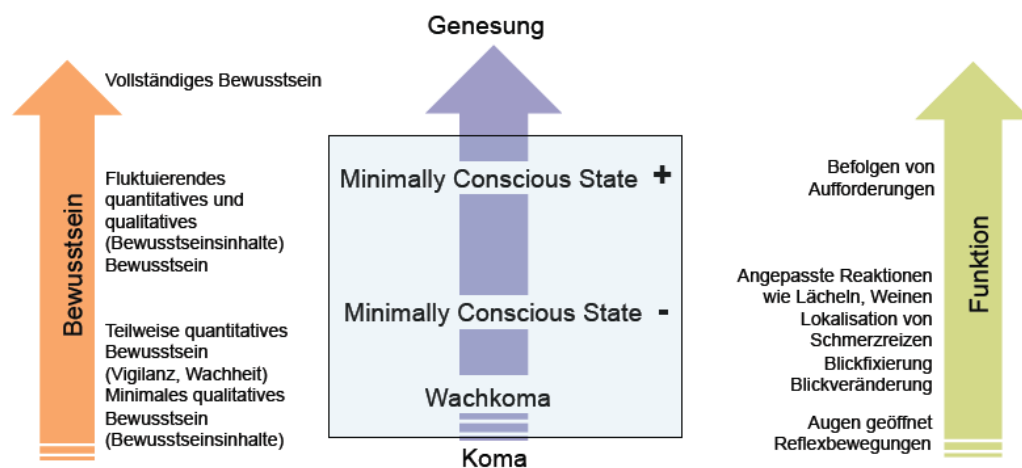 Genesung
Bewusstsein
Vollständiges Bewusstsein
Fluktuierendes
quantitatives und
qualitatives
(Bewusstseinsinhalte)
Bewusstsein
Teilweise quantitatives
Bewusstsein
(Vigilanz, Wachheit)
Minimales qualitatives
Bewusstsein
(Bewusstseinsinhalte)
Minimally Conscious State +
Minimally Conscious State -
Wachkoma
Koma
Befolgen von
Aufforderungen
Angepasste Reaktionen
wie Lächeln, Weinen
Lokalisation von
Schmerzreizen
Blickfixierung
Blickveränderung
Augen geöffnet
Reflexbewegungen
Funktion